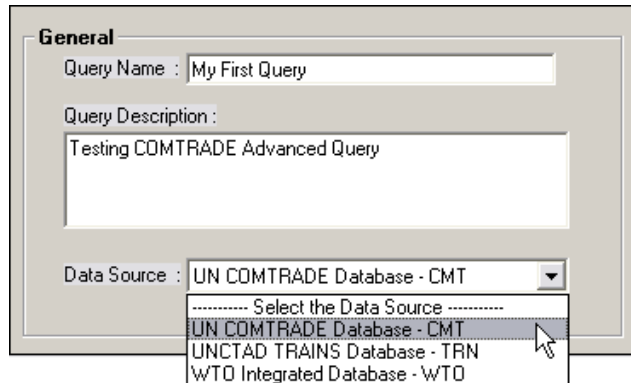 General
Query Name : My First Query
Query Description :
Testing COMTRADE Advanced Query
Data Source : UN COMTRADE Database - CMT
---------- Select the Data Source ----------
UN COMTRADE Database - CMT
UNCTAD TRAINS Database - TRN
WTO Integrated Database - WTO